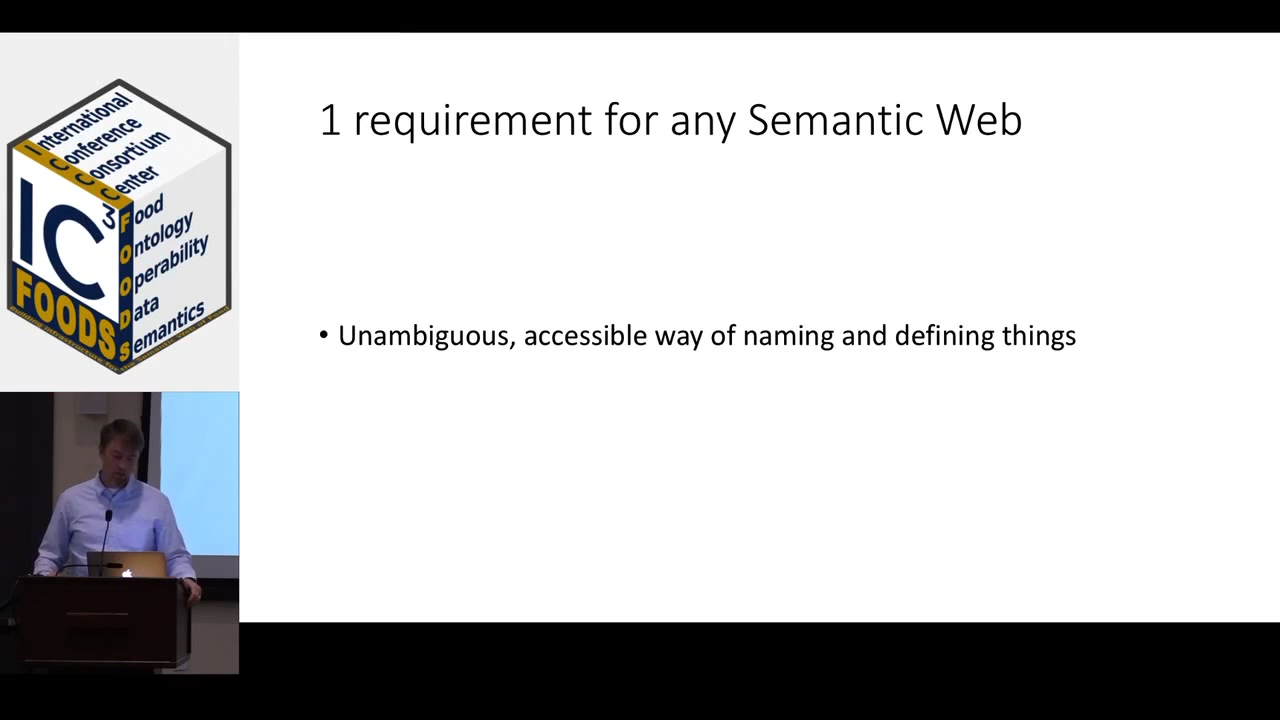 1 requirement for any Semantic Web
• Unambiguous, accessible way of naming and defining things
International
Conference
Consortium
Center
IC3
FOODS
Food
Ontology
Operability
Data
Semantics